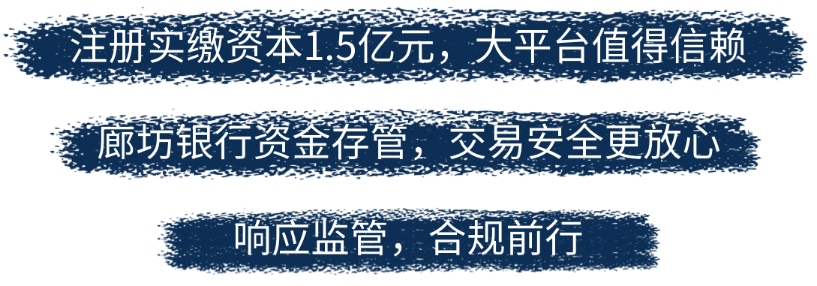 注册实缴资本1.5亿元，大平台值得信赖
廊坊银行资金存管，交易安全更放心
响应监管，合规前行